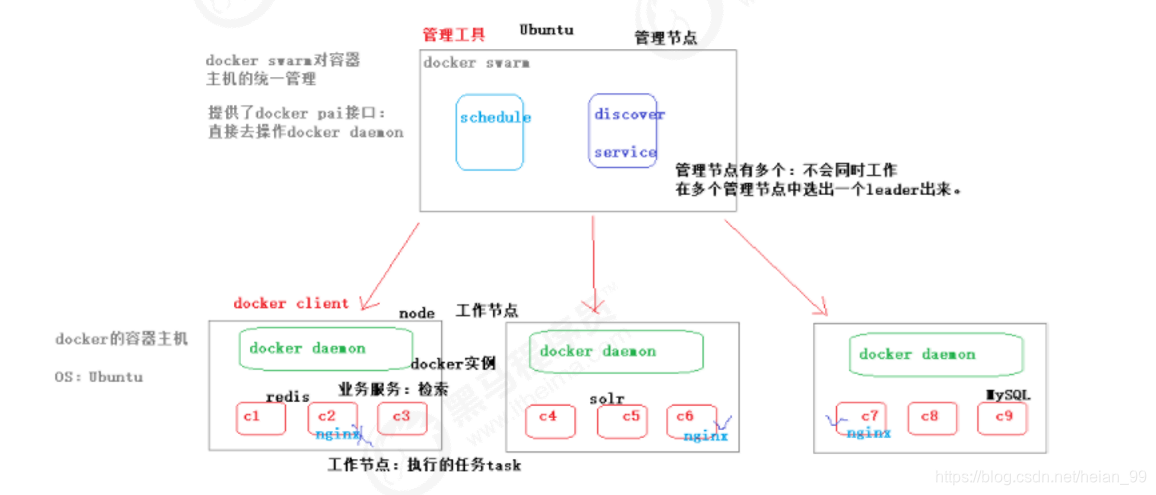 管理工具
Ubuntu
管理节点
docker swarm对容器
主机的统一管理
docker swarm
提供了docker pai接口：
直接去操作docker daemon
schedule
discover
service
管理节点有多个：不会同时工作
在多个管理节点中选出一个leader出来。
docker client
node
工作节点
docker的容器主机
OS：Ubuntu
docker daemon
docker实例
docker daemon
docker daemon
redis
业务服务：检索
solr
MySQL
c1
c2
c3
c4
c5
c6
c7
c8
c9
nginx
nginx
nginx
工作节点：执行的任务task
https://blog.csdn.net/heian_99